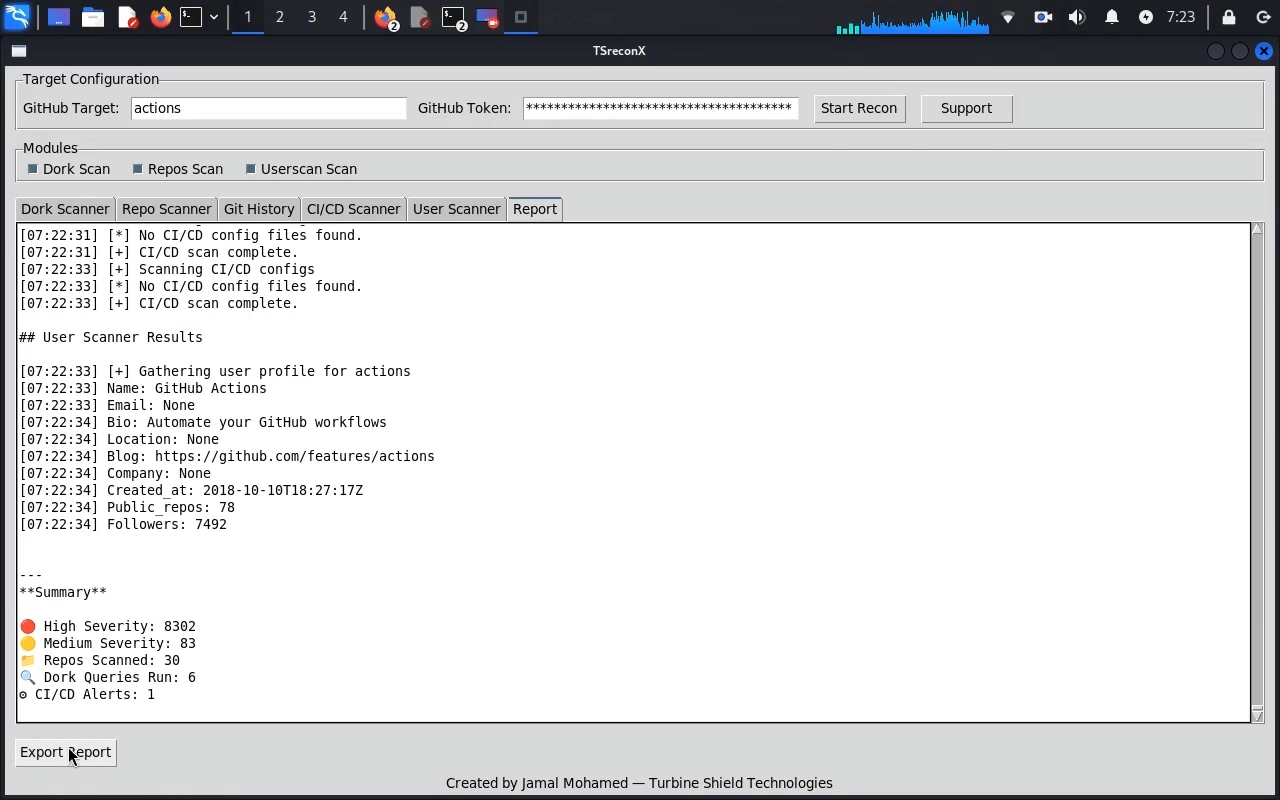 1 2 3 4 2 2 7:23
TSreconX
Target Configuration
GitHub Target: actions GitHub Token: ************************************** Start Recon Support
Modules
Dork Scan Repos Scan Userscan Scan
Dork Scanner Repo Scanner Git History CI/CD Scanner User Scanner Report
[07:22:31] [*] No CI/CD config files found.
[07:22:31] [+] CI/CD scan complete.
[07:22:33] [+] Scanning CI/CD configs
[07:22:33] [*] No CI/CD config files found.
[07:22:33] [+] CI/CD scan complete.
## User Scanner Results
[07:22:33] [+] Gathering user profile for actions
[07:22:33] Name: GitHub Actions
[07:22:33] Email: None
[07:22:34] Bio: Automate your GitHub workflows
[07:22:34] Location: None
[07:22:34] Blog: https://github.com/features/actions
[07:22:34] Company: None
[07:22:34] Created_at: 2018-10-10T18:27:17Z
[07:22:34] Public_repos: 78
[07:22:34] Followers: 7492
---
**Summary**
🔴 High Severity: 8302
🟡 Medium Severity: 83
📁 Repos Scanned: 30
🔍 Dork Queries Run: 6
⚙ CI/CD Alerts: 1
Export Report
Created by Jamal Mohamed — Turbine Shield Technologies